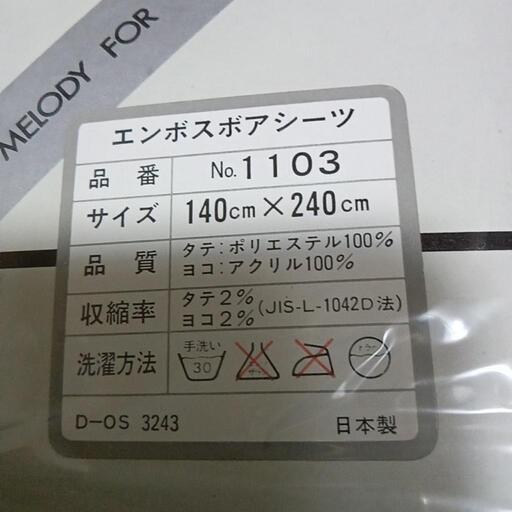 MELODY FOR
エンボスボアシーツ
品番 No.1103
サイズ 140cm×240cm
品質 タテ:ポリエステル100%
ヨコ:アクリル100%
収縮率 タテ2%
ヨコ2% (JIS-L-1042D法)
洗濯方法 手洗い 30
D-OS 3243 日本製